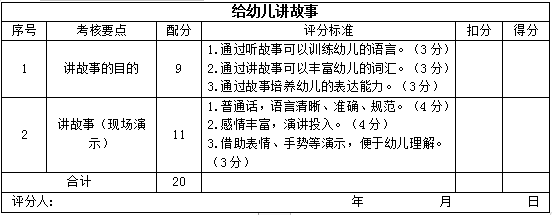 给幼儿讲故事
序号 考核要点 配分 评分标准 扣分 得分
1 讲故事的目的 9 1.通过听故事可以训练幼儿的语言。（3分）
2.通过讲故事可以丰富幼儿的词汇。（3分）
3.通过故事培养幼儿的表达能力。（3分）
2 讲故事（现场演示） 11 1.普通话，语言清晰、准确、规范。（4分）
2.感情丰富，演讲投入。（4分）
3.借助表情、手势等演示，便于幼儿理解。
（3分）
合计 20
评分人： 年 月 日